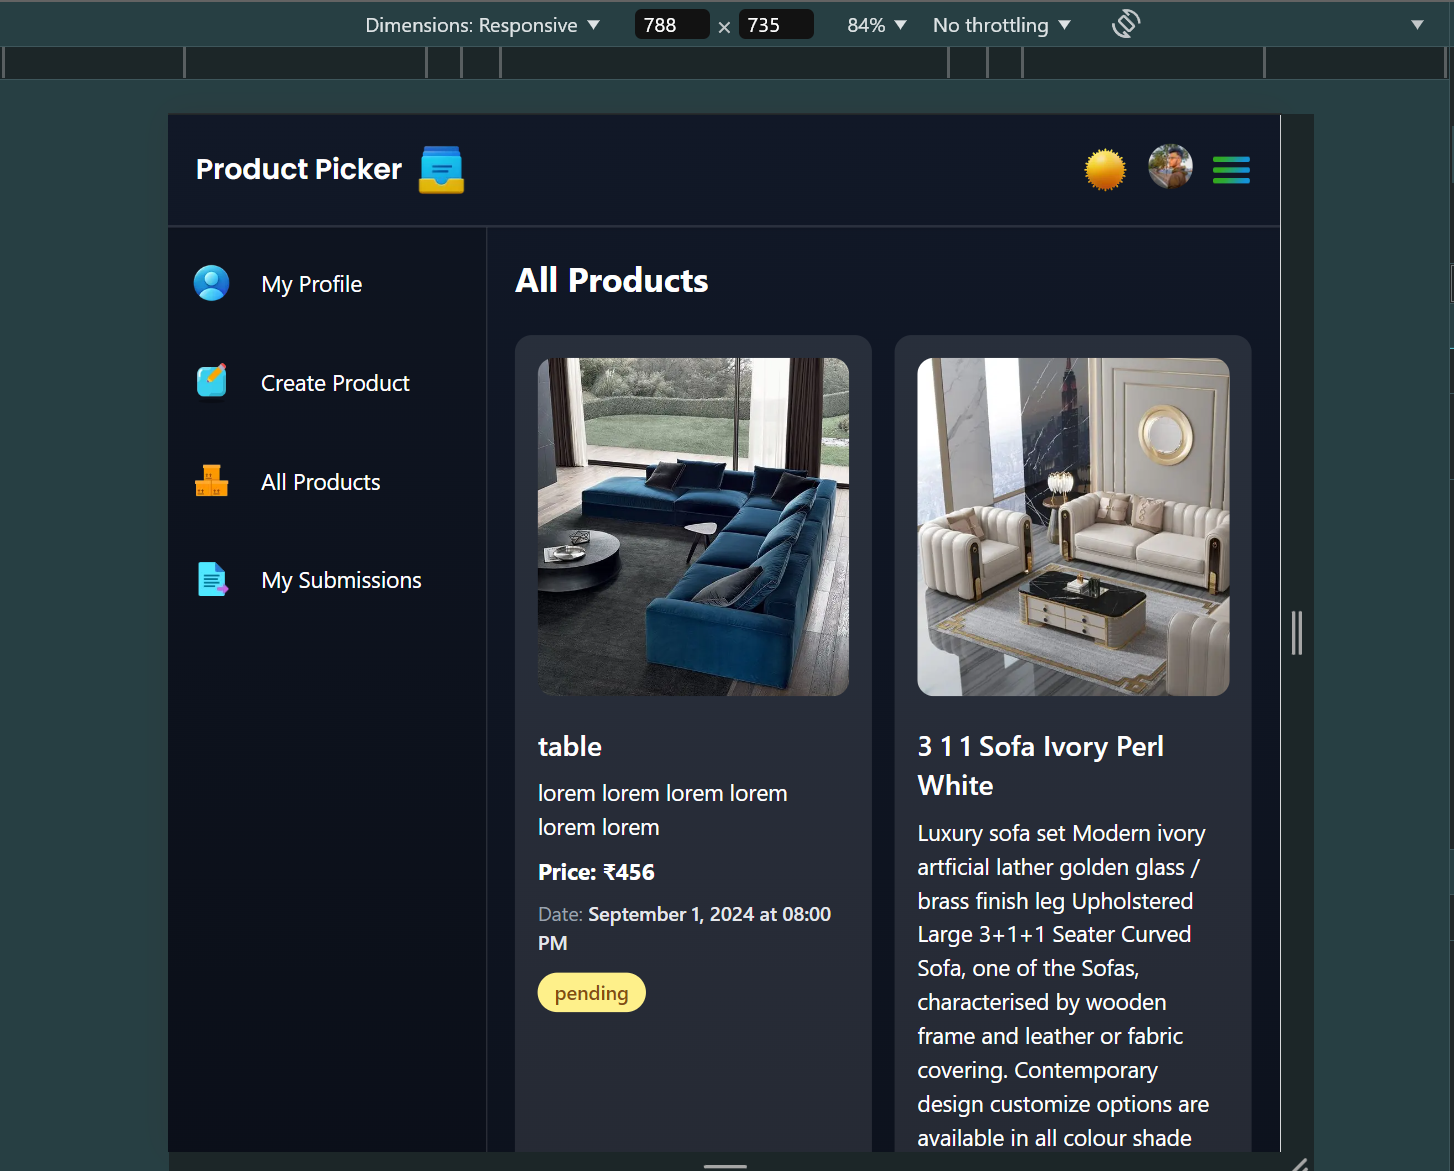 Dimensions: Responsive ▼ 788 × 735 84% ▼ No throttling ▼
Product Picker
My Profile
Create Product
All Products
My Submissions
All Products
table
lorem lorem lorem lorem
lorem lorem
Price: ₹456
Date: September 1, 2024 at 08:00
PM
pending
3 1 1 Sofa Ivory Perl
White
Luxury sofa set Modern ivory
artficial lather golden glass /
brass finish leg Upholstered
Large 3+1+1 Seater Curved
Sofa, one of the Sofas,
characterised by wooden
frame and leather or fabric
covering. Contemporary
design customize options are
available in all colour shade